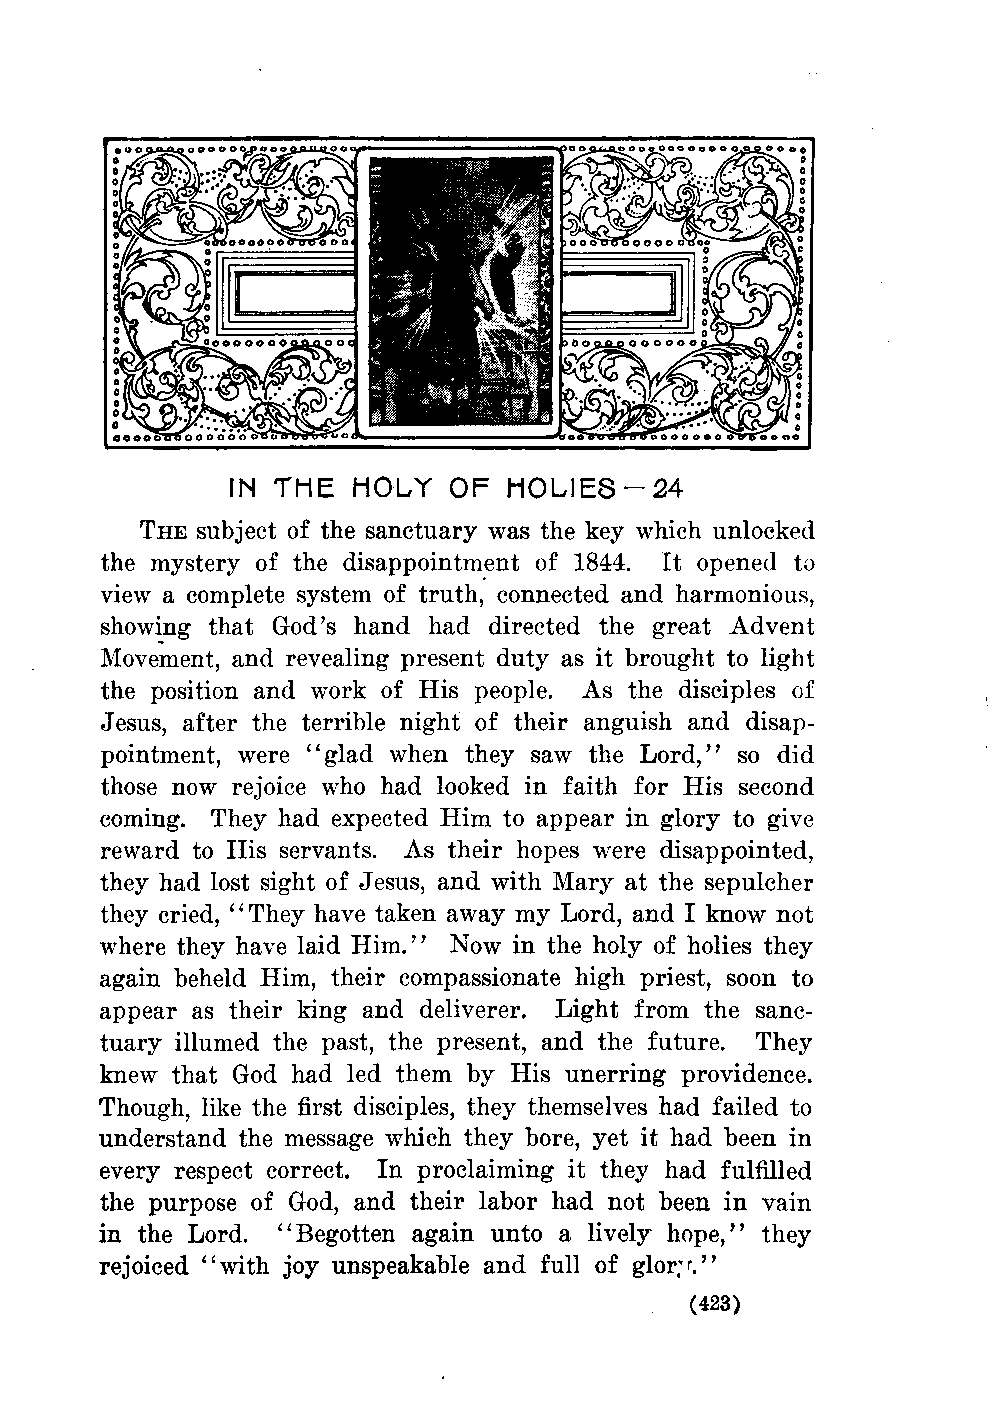 IN THE HOLY OF HOLIES — 24
THE subject of the sanctuary was the key which unlocked
the mystery of the disappointment of 1844. It opened to
view a complete system of truth, connected and harmonious,
showing that God's hand had directed the great Advent
Movement, and revealing present duty as it brought to light
the position and work of His people. As the disciples of
Jesus, after the terrible night of their anguish and disap-
pointment, were "glad when they saw the Lord," so did
those now rejoice who had looked in faith for His second
coming. They had expected Him to appear in glory to give
reward to His servants. As their hopes were disappointed,
they had lost sight of Jesus, and with Mary at the sepulcher
they cried, "They have taken away my Lord, and I know not
where they have laid Him." Now in the holy of holies they
again beheld Him, their compassionate high priest, soon to
appear as their king and deliverer. Light from the sanc-
tuary illumed the past, the present, and the future. They
knew that God had led them by His unerring providence.
Though, like the first disciples, they themselves had failed to
understand the message which they bore, yet it had been in
every respect correct. In proclaiming it they had fulfilled
the purpose of God, and their labor had not been in vain
in the Lord. "Begotten again unto a lively hope," they
rejoiced "with joy unspeakable and full of glory."
(423)